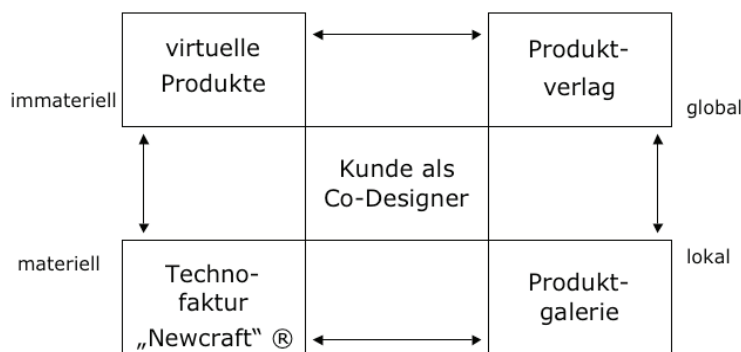 virtuelle
Produkte
Produkt-
verlag
immateriell
global
Kunde als
Co-Designer
materiell
lokal
Techno-
faktur
„Newcraft“ ®
Produkt-
galerie